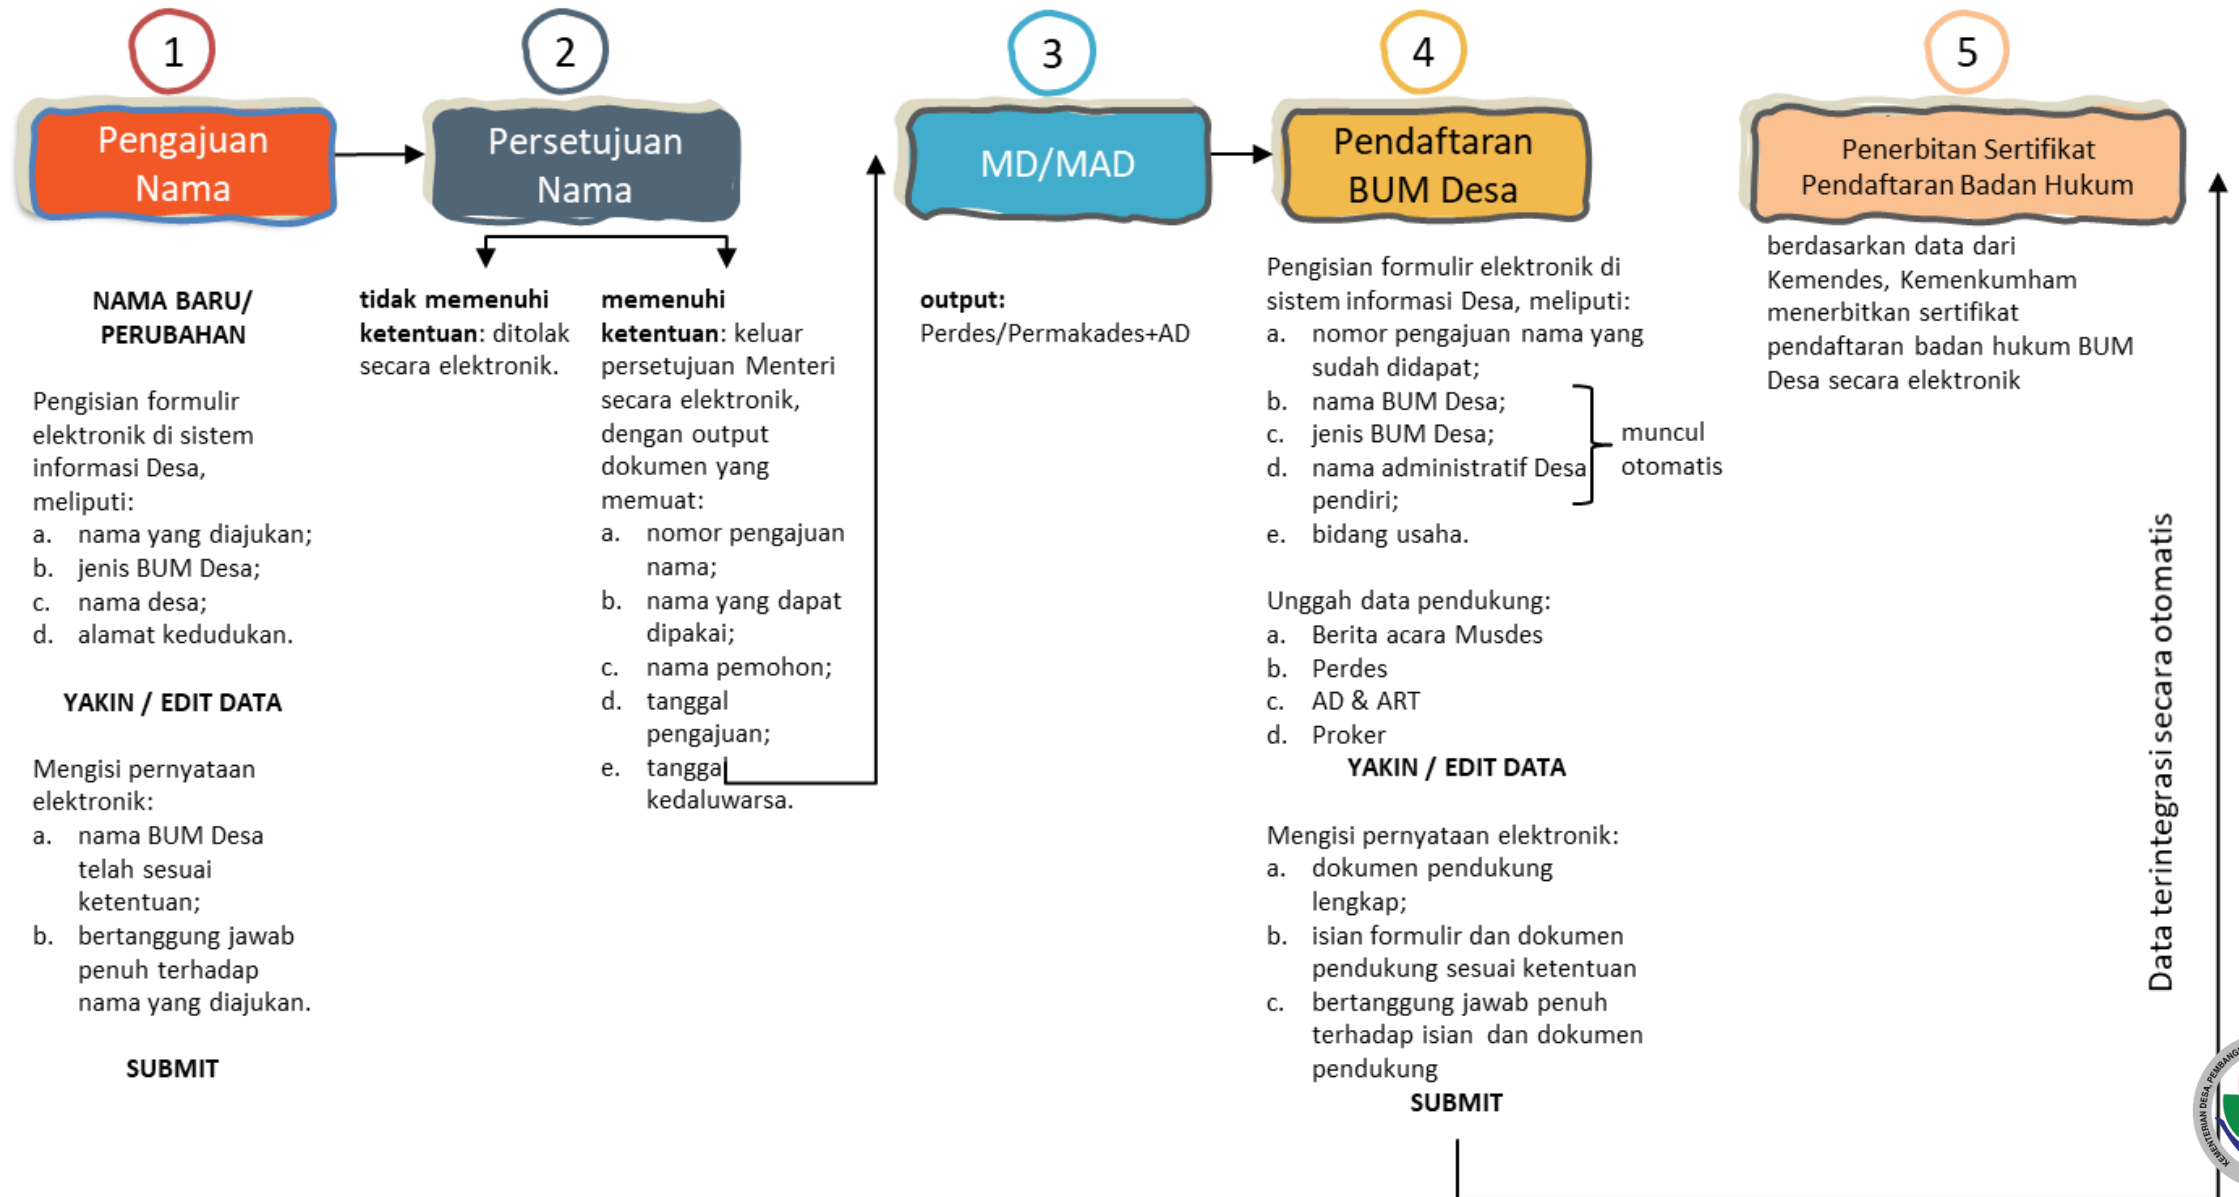 1
Pengajuan
Nama
NAMA BARU/
PERUBAHAN
Pengisian formulir
elektronik di sistem
informasi Desa,
meliputi:
a. nama yang diajukan;
b. jenis BUM Desa;
c. nama desa;
d. alamat kedudukan.
YAKIN / EDIT DATA
Mengisi pernyataan
elektronik:
a. nama BUM Desa
telah sesuai
ketentuan;
b. bertanggung jawab
penuh terhadap
nama yang diajukan.
SUBMIT
2
Persetujuan
Nama
tidak memenuhi
ketentuan: ditolak
secara elektronik.
memenuhi
ketentuan: keluar
persetujuan Menteri
secara elektronik,
dengan output
dokumen yang
memuat:
a. nomor pengajuan
nama;
b. nama yang dapat
dipakai;
c. nama pemohon;
d. tanggal
pengajuan;
e. tanggal
kedaluwarsa.
3
MD/MAD
output:
Perdes/Permakades+AD
4
Pendaftaran
BUM Desa
Pengisian formulir elektronik di
sistem informasi Desa, meliputi:
a. nomor pengajuan nama yang
sudah didapat;
b. nama BUM Desa;
c. jenis BUM Desa;
d. nama administratif Desa
pendiri;
e. bidang usaha.
muncul
otomatis
Unggah data pendukung:
a. Berita acara Musdes
b. Perdes
c. AD & ART
d. Proker
YAKIN / EDIT DATA
Mengisi pernyataan elektronik:
a. dokumen pendukung
lengkap;
b. isian formulir dan dokumen
pendukung sesuai ketentuan
c. bertanggung jawab penuh
terhadap isian dan dokumen
pendukung
SUBMIT
5
Penerbitan Sertifikat
Pendaftaran Badan Hukum
berdasarkan data dari
Kemendes, Kemenkumham
menerbitkan sertifikat
pendaftaran badan hukum BUM
Desa secara elektronik
Data terintegrasi secara otomatis
KEMENTERIAN DESA,